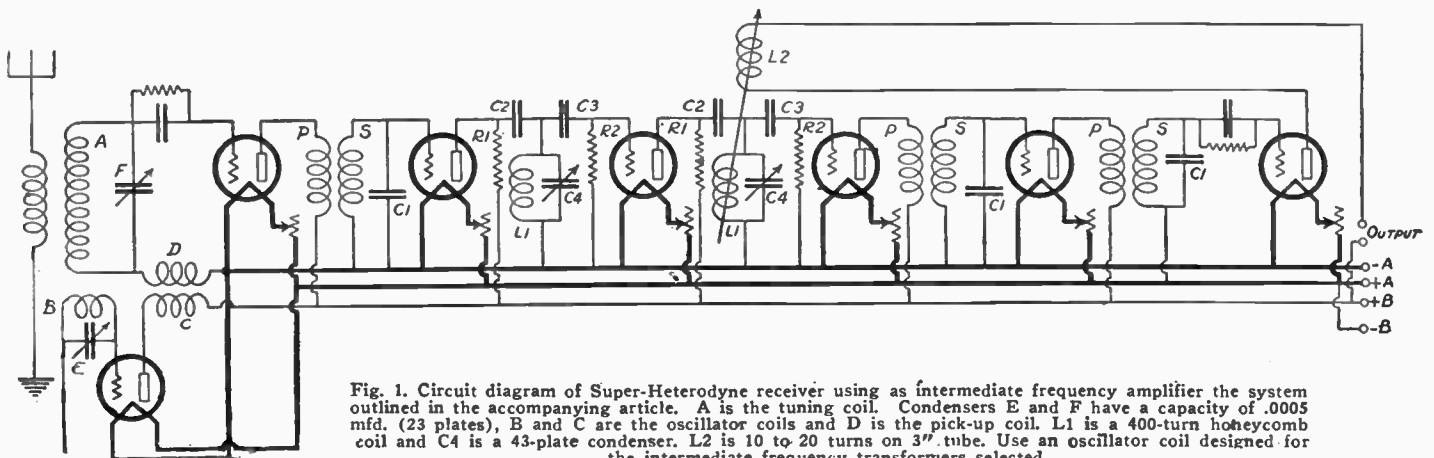 L2
C2 C3 C2 C3
A F P S R1 R2 R1 R2 P S P S
C1 C4 C4 C1 C1
L1 L1
D
OUTPUT
-A
+A
B C +B
E -B
Fig. 1. Circuit diagram of Super-Heterodyne receiver using as intermediate frequency amplifier the system
outlined in the accompanying article. A is the tuning coil. Condensers E and F have a capacity of .0005
mfd. (23 plates), B and C are the oscillator coils and D is the pick-up coil. L1 is a 400-turn honeycomb
coil and C4 is a 43-plate condenser. L2 is 10 to 20 turns on 3" tube. Use an oscillator coil designed for
the intermediate frequency transformers selected.